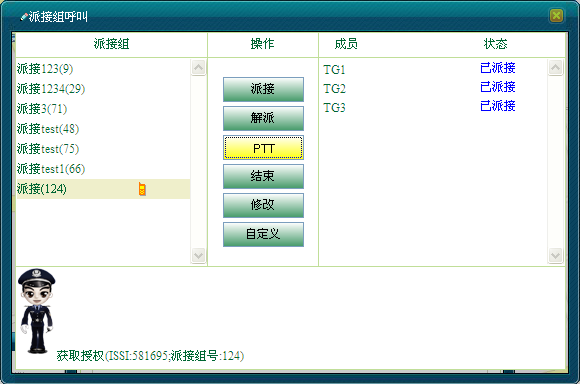 派接组呼叫
派接组 操作 成员 状态
派接123(9)
派接1234(29)
派接3(71)
派接test(48)
派接test(75)
派接test1(66)
派接(124)
派接
解派
PTT
结束
修改
自定义
TG1 已派接
TG2 已派接
TG3 已派接
获取授权(ISSI:581695;派接组号:124)